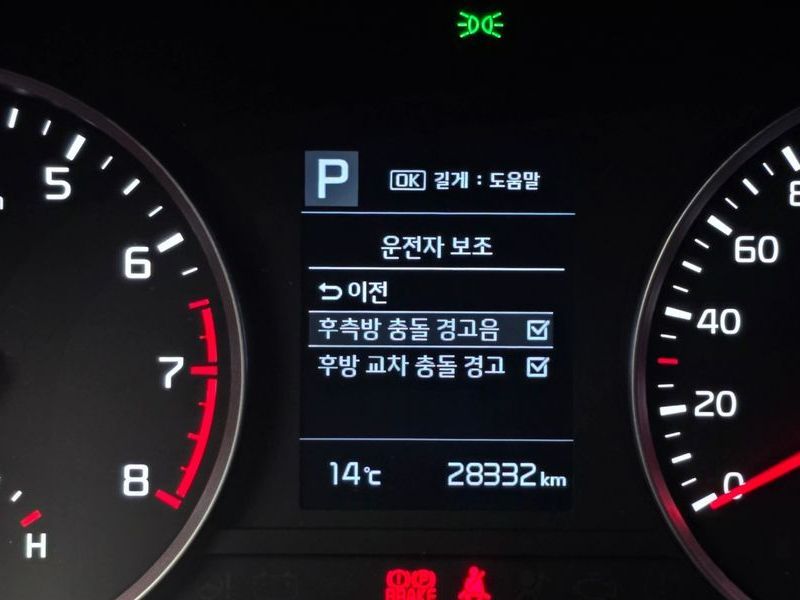 P
OK 길게 : 도움말
운전자 보조
이전
후측방 충돌 경고음
후방 교차 충돌 경고
14℃ 28332km
5
6
7
8
H
60
40
20
0
BRAKE